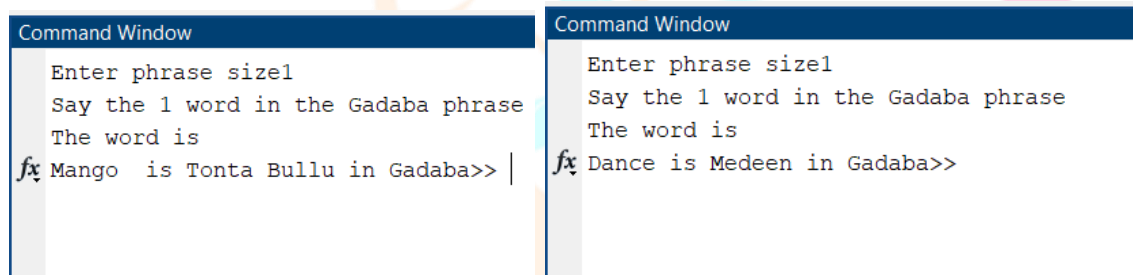 Command Window
Enter phrase size1
Say the 1 word in the Gadaba phrase
The word is
fx Mango  is Tonta Bullu in Gadaba>>
Command Window
Enter phrase size1
Say the 1 word in the Gadaba phrase
The word is
fx Dance is Medeen in Gadaba>>